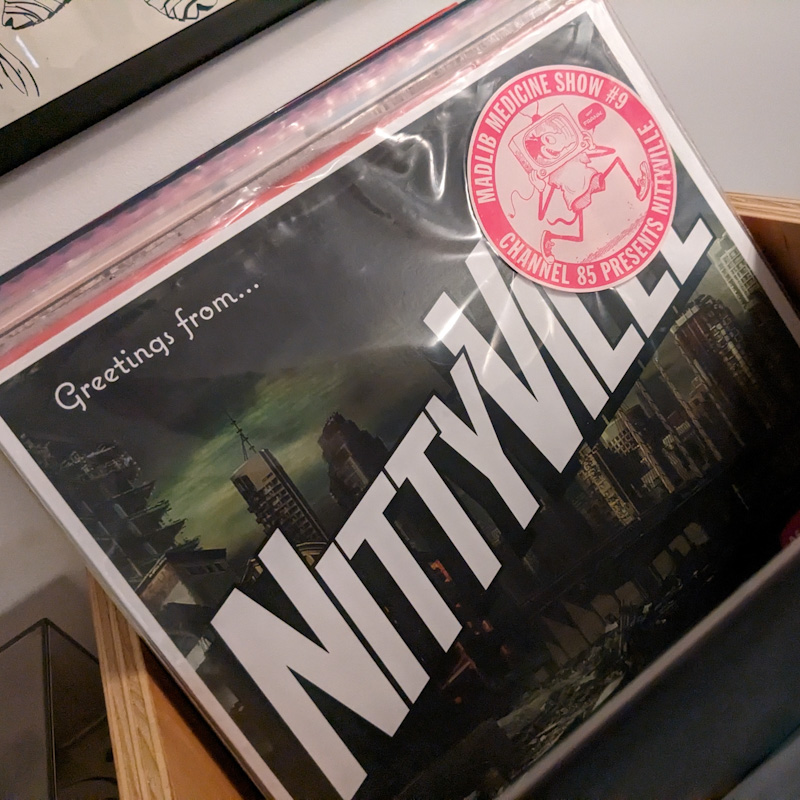 Greetings from...
NITTYVILLE
MADLIB MEDICINE SHOW #9
CHANNEL 85 PRESENTS NITTYVILLE